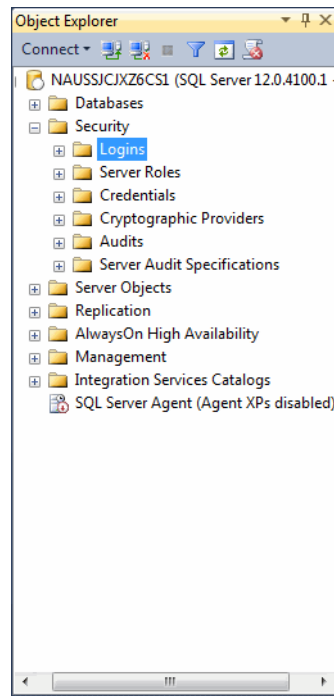 Object Explorer
Connect
NAUSSJCJXZ6CS1 (SQL Server 12.0.4100.1 -
Databases
Security
Logins
Server Roles
Credentials
Cryptographic Providers
Audits
Server Audit Specifications
Server Objects
Replication
AlwaysOn High Availability
Management
Integration Services Catalogs
SQL Server Agent (Agent XPs disabled)